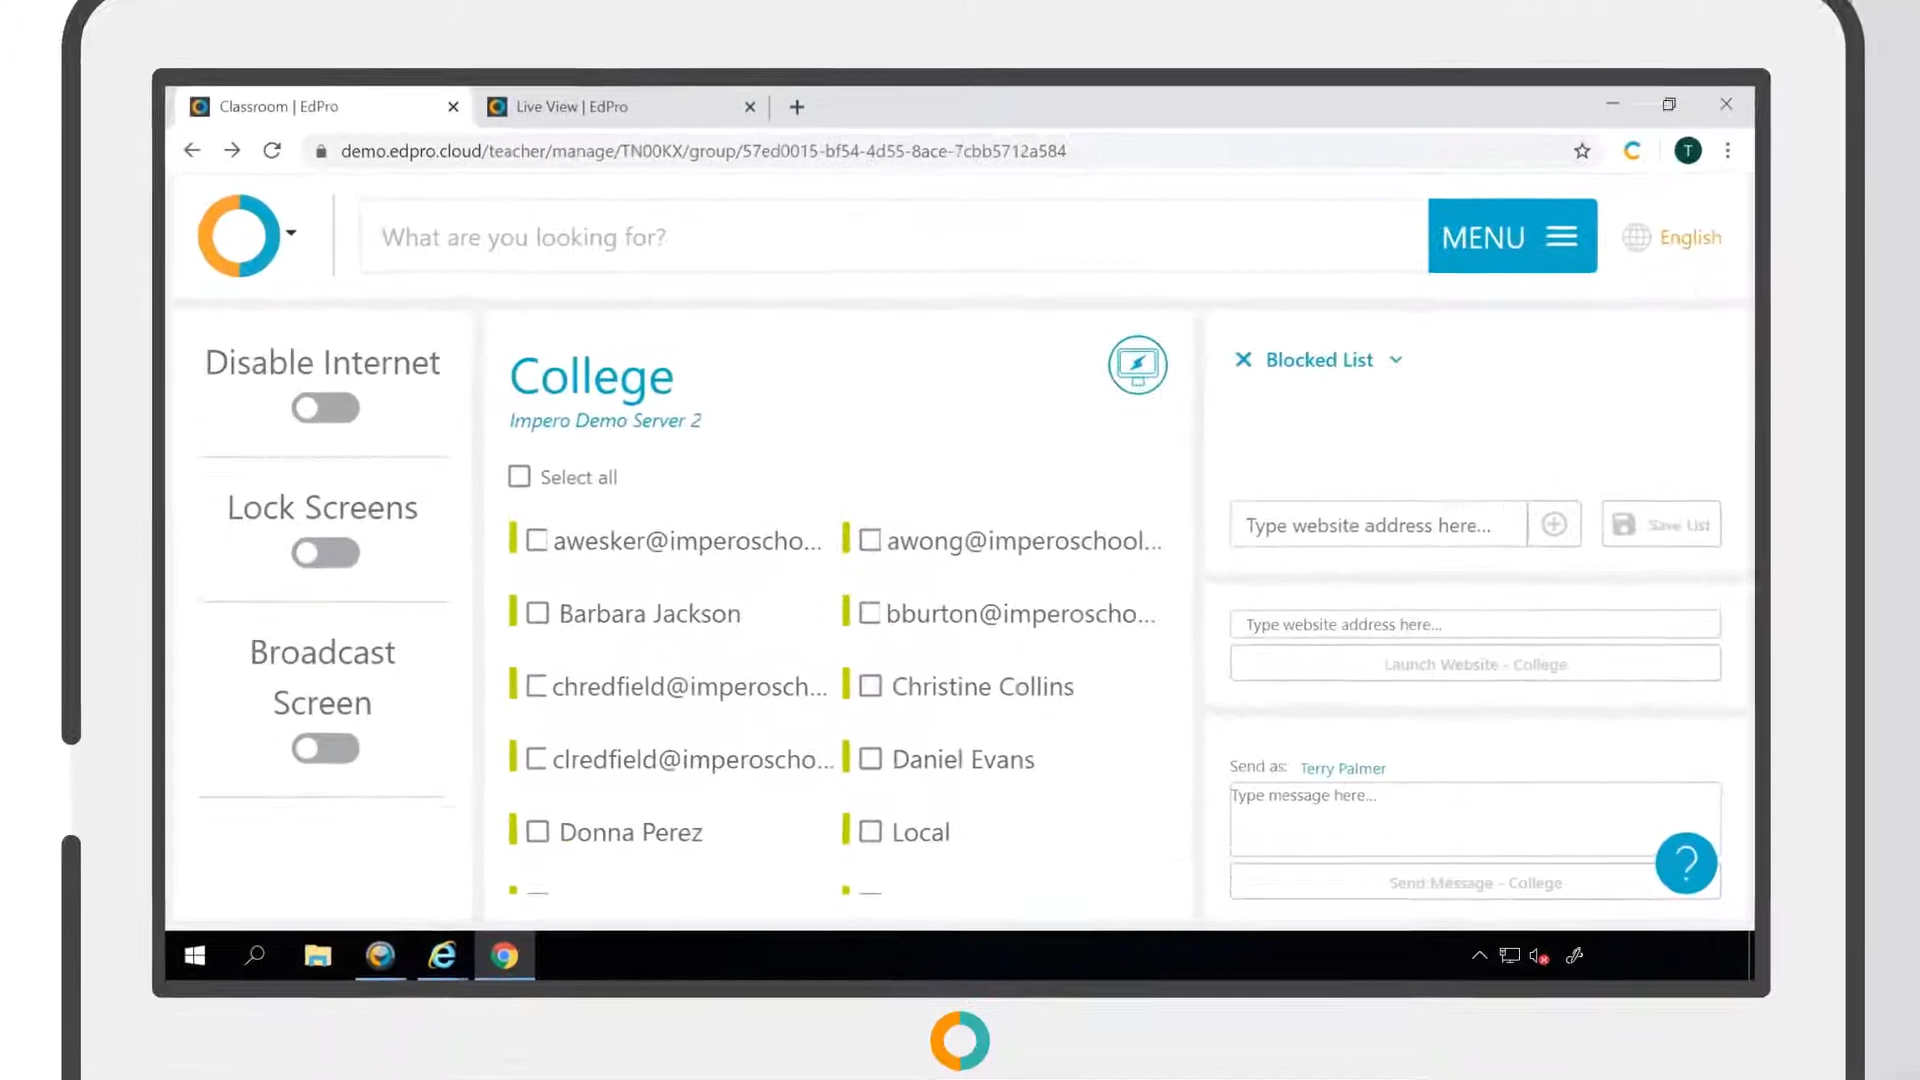 Classroom | EdPro
Live View | EdPro
demo.edpro.cloud/teacher/manage/TN00KX/group/57ed0015-bf54-4d55-8ace-7cbb5712a584
T
What are you looking for?
MENU
English
Disable Internet
Lock Screens
Broadcast
Screen
College
Impero Demo Server 2
Select all
awesker@imperoscho...
awong@imperoschool...
Barbara Jackson
bburton@imperoscho...
chredfield@imperosch...
Christine Collins
clredfield@imperoscho...
Daniel Evans
Donna Perez
Local
Blocked List
Type website address here...
Save List
Type website address here...
Launch Website - College
Send as: Terry Palmer
Type message here...
Send Message - College
?